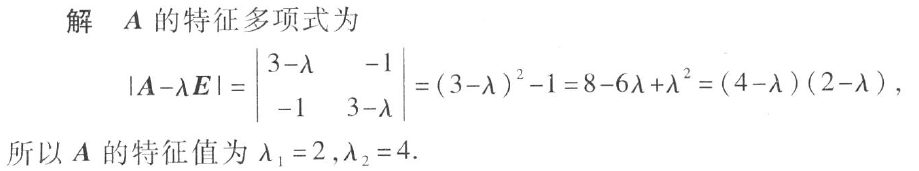 解 A 的特征多项式为
|A-λE| = | 3-λ -1 ; -1 3-λ | = (3-λ)²-1 = 8-6λ+λ² = (4-λ)(2-λ),
所以 A 的特征值为 λ₁=2,λ₂=4.